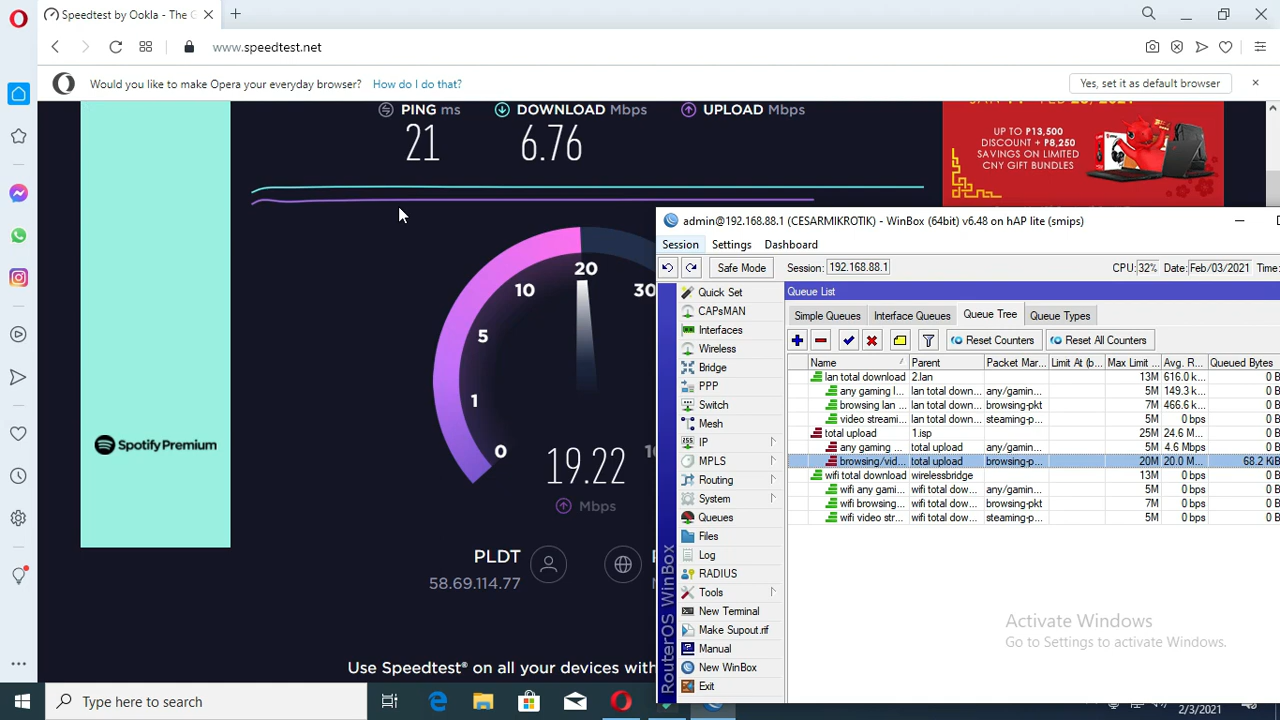 Speedtest by Ookla - The
www.speedtest.net
Would you like to make Opera your everyday browser? How do I do that?
Yes, set it as default browser
PING ms
DOWNLOAD Mbps
UPLOAD Mbps
21
6.76
UP TO ₱13,500
DISCOUNT + ₱8,250
SAVINGS ON LIMITED
CNY GIFT BUNDLES
Spotify Premium
0
1
5
10
20
30
19.22
Mbps
PLDT
58.69.114.77
Use Speedtest® on all your devices with
admin@192.168.88.1 (CESARMIKROTIK) - WinBox (64bit) v6.48 on hAP lite (smips)
Session Settings Dashboard
Safe Mode Session: 192.168.88.1 CPU: 32% Date: Feb/03/2021 Time:
Quick Set
CAPsMAN
Interfaces
Wireless
Bridge
PPP
Switch
Mesh
IP
MPLS
Routing
System
Queues
Files
Log
RADIUS
Tools
New Terminal
Make Supout.rif
Manual
New WinBox
Exit
RouterOS WinBox
Queue List
Simple Queues Interface Queues Queue Tree Queue Types
Reset Counters Reset All Counters
Name Parent Packet Mar... Limit At (b... Max Limit ... Avg. R... Queued Bytes
lan total download 2.lan 13M 616.0 k... 0 B
any gaming l... lan total down... any/gamin... 5M 149.3 k... 0 B
browsing lan ... lan total down... browsing-pkt 7M 466.6 k... 0 B
video streami... lan total down... steaming-p... 5M 0 bps 0 B
total upload 1.isp 25M 24.6 M... 0 B
any gaming ... total upload any/gamin... 5M 4.6 Mbps 0 B
browsing/vid... total upload browsing-p... 20M 20.0 M... 68.2 KiB
wifi total download wirelessbridge 13M 0 bps 0 B
wifi any gami... wifi total dow... any/gamin... 5M 0 bps 0 B
wifi browsing... wifi total dow... browsing-pkt 7M 0 bps 0 B
wifi video str... wifi total dow... steaming-p... 5M 0 bps 0 B
Activate Windows
Go to Settings to activate Windows.
Type here to search
2/3/2021